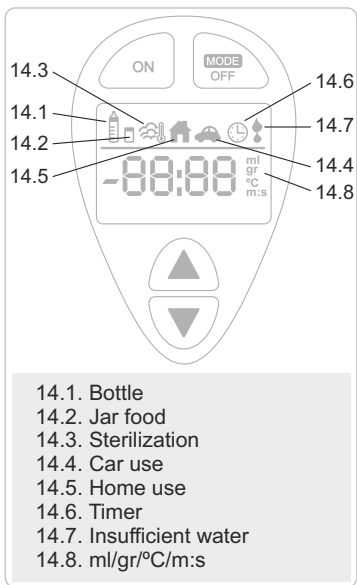 ON
MODE
OFF
14.3
14.6
14.1
14.7
14.2
14.4
14.5
14.8
-88:88
ml
gr
ºC
m:s
14.1. Bottle
14.2. Jar food
14.3. Sterilization
14.4. Car use
14.5. Home use
14.6. Timer
14.7. Insufficient water
14.8. ml/gr/ºC/m:s